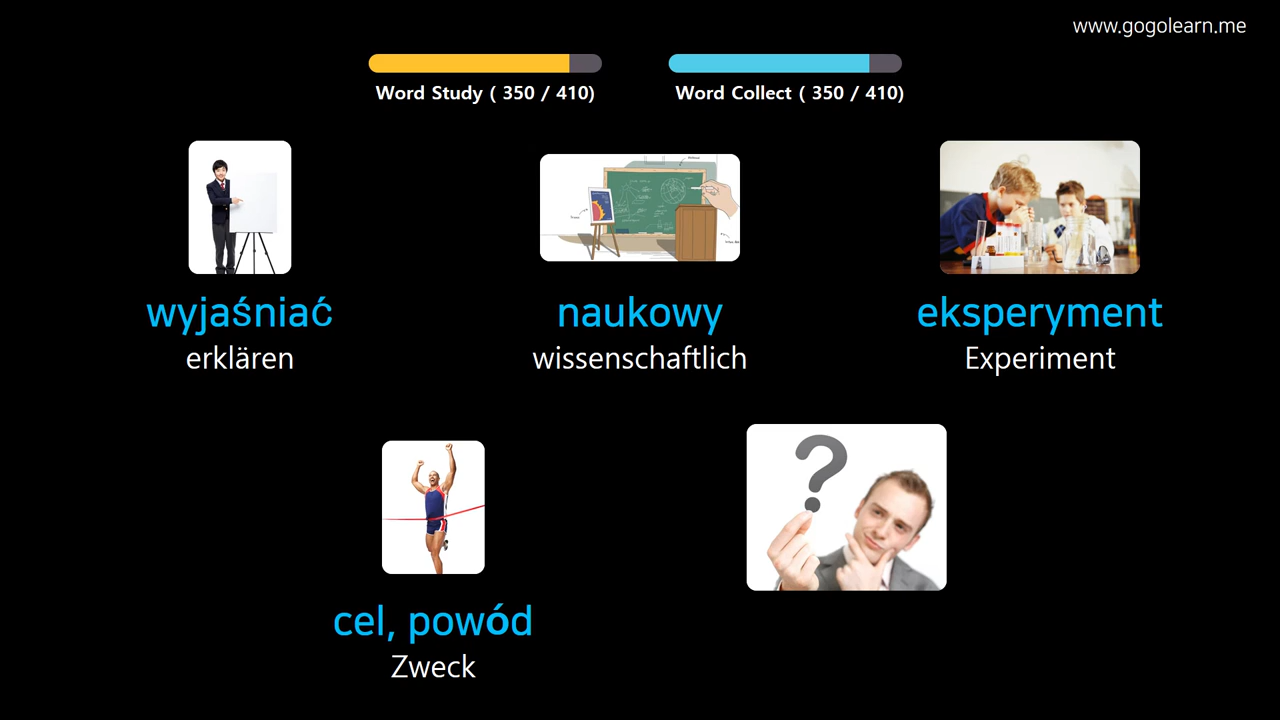 www.gogolearn.me
Word Study ( 350 / 410)
Word Collect ( 350 / 410)
wyjaśniać
erklären
naukowy
wissenschaftlich
eksperyment
Experiment
cel, powód
Zweck
?